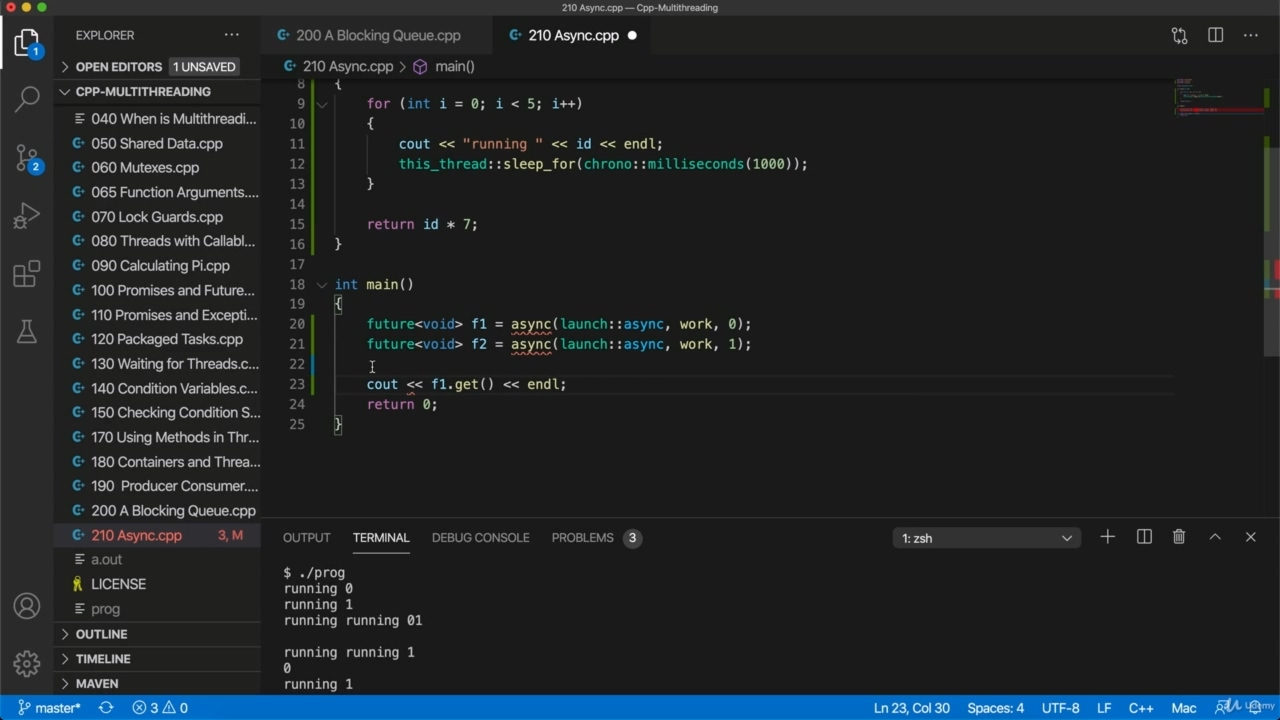 210 Async.cpp — Cpp-Multithreading
EXPLORER
200 A Blocking Queue.cpp
210 Async.cpp
1
OPEN EDITORS 1 UNSAVED
210 Async.cpp > main()
CPP-MULTITHREADING
040 When is Multithreadi...
050 Shared Data.cpp
060 Mutexes.cpp
065 Function Arguments....
070 Lock Guards.cpp
080 Threads with Callabl...
090 Calculating Pi.cpp
100 Promises and Future...
110 Promises and Excepti...
120 Packaged Tasks.cpp
130 Waiting for Threads.c...
140 Condition Variables.c...
150 Checking Condition S...
170 Using Methods in Thr...
180 Containers and Threa...
190 Producer Consumer....
200 A Blocking Queue.cpp
210 Async.cpp 3, M
a.out
LICENSE
prog
OUTLINE
TIMELINE
MAVEN
2
8 {
9 for (int i = 0; i < 5; i++)
10 {
11 cout << "running " << id << endl;
12 this_thread::sleep_for(chrono::milliseconds(1000));
13 }
14
15 return id * 7;
16 }
17
18 int main()
19 {
20 future<void> f1 = async(launch::async, work, 0);
21 future<void> f2 = async(launch::async, work, 1);
22
23 cout << f1.get() << endl;
24 return 0;
25 }
OUTPUT TERMINAL DEBUG CONSOLE PROBLEMS 3
1: zsh
$ ./prog
running 0
running 1
running running 01
running running 1
0
running 1
master* 3 0
Ln 23, Col 30 Spaces: 4 UTF-8 LF C++ Mac
Udemy